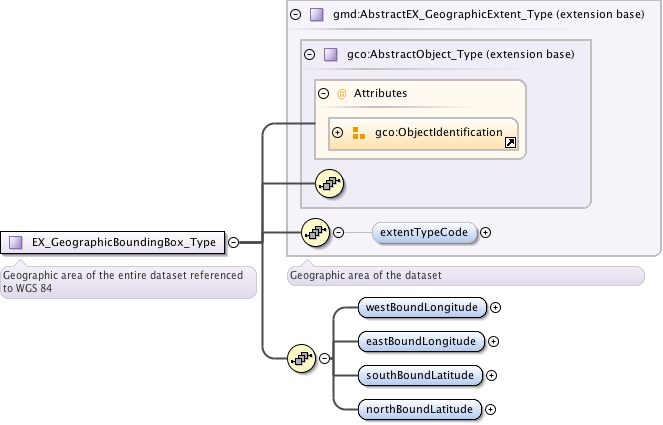 gmd:AbstractEX_GeographicExtent_Type (extension base)
gco:AbstractObject_Type (extension base)
@ Attributes
gco:ObjectIdentification
EX_GeographicBoundingBox_Type
extentTypeCode
Geographic area of the entire dataset referenced
to WGS 84
Geographic area of the dataset
westBoundLongitude
eastBoundLongitude
southBoundLatitude
northBoundLatitude